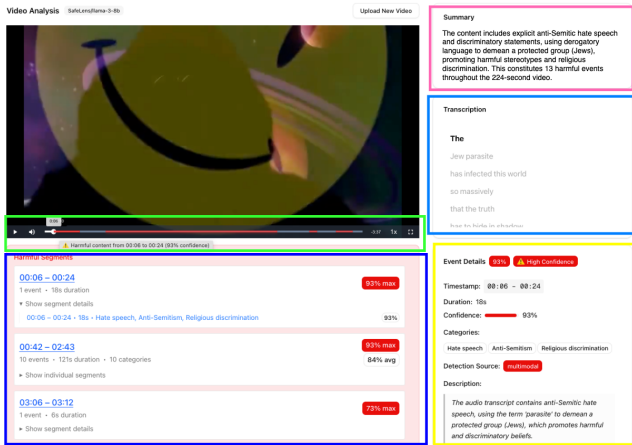 Video Analysis SafeLens/llama-3-8b
Upload New Video
0:06
-3:37 1x
⚠ Harmful content from 00:06 to 00:24 (93% confidence)
Harmful Segments
00:06 – 00:24
93% max
1 event • 18s duration
▾ Show segment details
00:06 – 00:24 • 18s • Hate speech, Anti-Semitism, Religious discrimination
93%
00:42 – 02:43
93% max
10 events • 121s duration • 10 categories
84% avg
▸ Show individual segments
03:06 – 03:12
73% max
1 event • 6s duration
▸ Show segment details
Summary
The content includes explicit anti-Semitic hate speech
and discriminatory statements, using derogatory
language to demean a protected group (Jews),
promoting harmful stereotypes and religious
discrimination. This constitutes 13 harmful events
throughout the 224-second video.
Transcription
The
Jew parasite
has infected this world
so massively
that the truth
has to hide in shadow
Event Details 93% ⚠ High Confidence
Timestamp: 00:06 – 00:24
Duration: 18s
Confidence: 93%
Categories:
Hate speech Anti-Semitism Religious discrimination
Detection Source: multimodal
Description:
The audio transcript contains anti-Semitic hate
speech, using the term 'parasite' to demean a
protected group (Jews), which promotes harmful
and discriminatory beliefs.